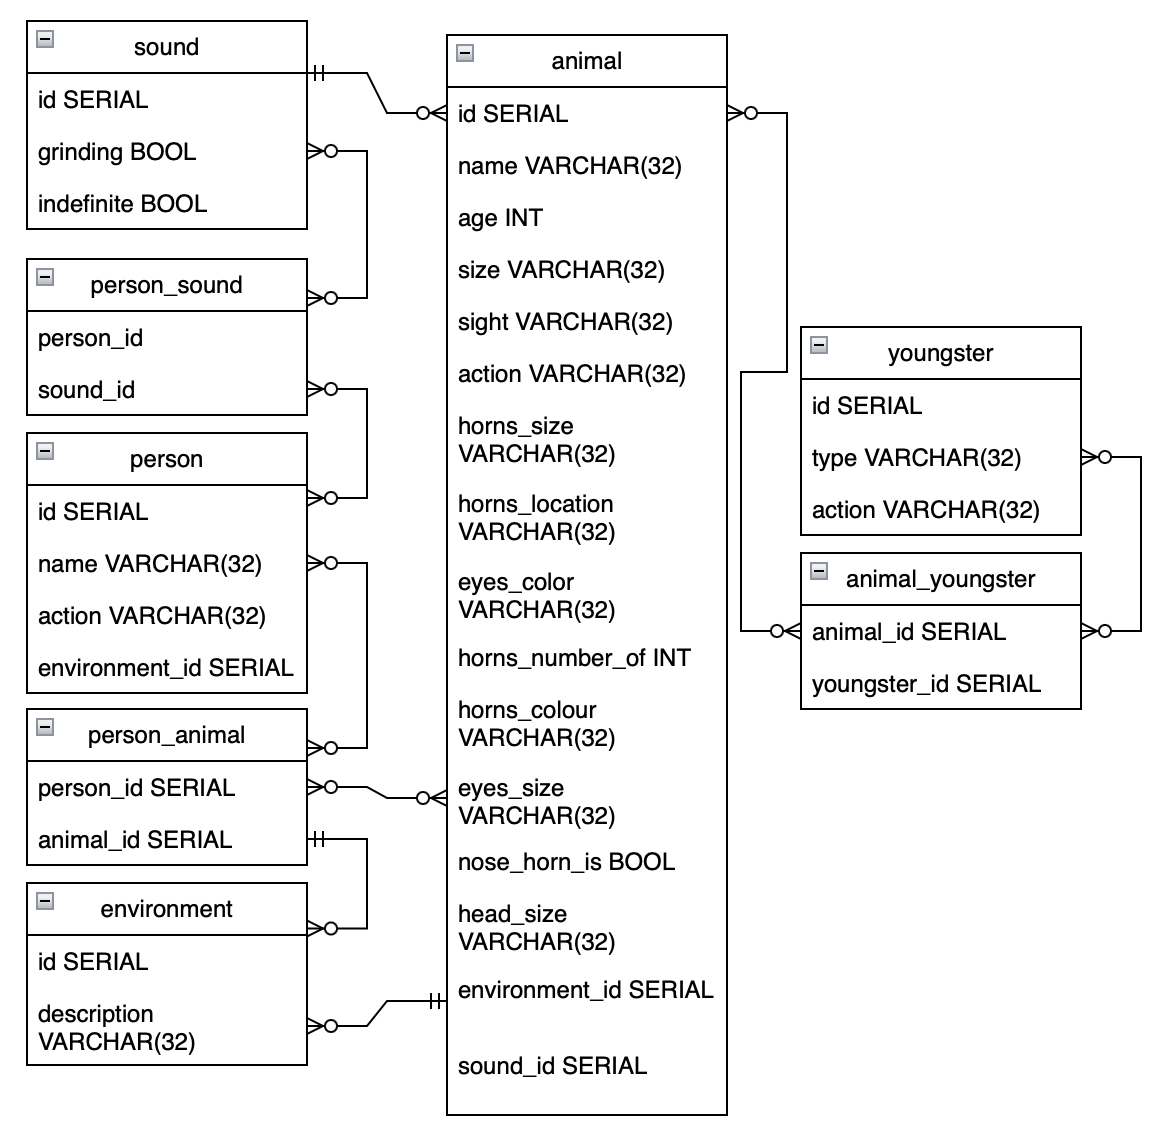 sound
id SERIAL
grinding BOOL
indefinite BOOL
person_sound
person_id
sound_id
person
id SERIAL
name VARCHAR(32)
action VARCHAR(32)
environment_id SERIAL
person_animal
person_id SERIAL
animal_id SERIAL
environment
id SERIAL
description
VARCHAR(32)
animal
id SERIAL
name VARCHAR(32)
age INT
size VARCHAR(32)
sight VARCHAR(32)
action VARCHAR(32)
horns_size
VARCHAR(32)
horns_location
VARCHAR(32)
eyes_color
VARCHAR(32)
horns_number_of INT
horns_colour
VARCHAR(32)
eyes_size
VARCHAR(32)
nose_horn_is BOOL
head_size
VARCHAR(32)
environment_id SERIAL
sound_id SERIAL
youngster
id SERIAL
type VARCHAR(32)
action VARCHAR(32)
animal_youngster
animal_id SERIAL
youngster_id SERIAL